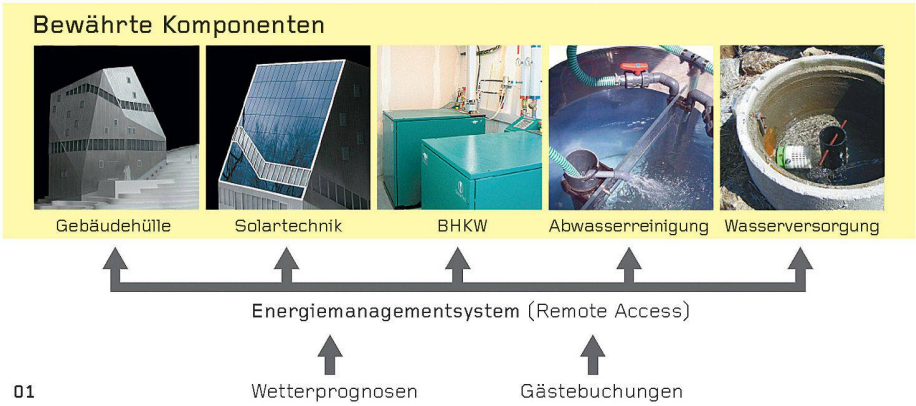 Bewährte Komponenten
Gebäudehülle Solartechnik BHKW Abwasserreinigung Wasserversorgung
Energiemanagementsystem (Remote Access)
01 Wetterprognosen Gästebuchungen